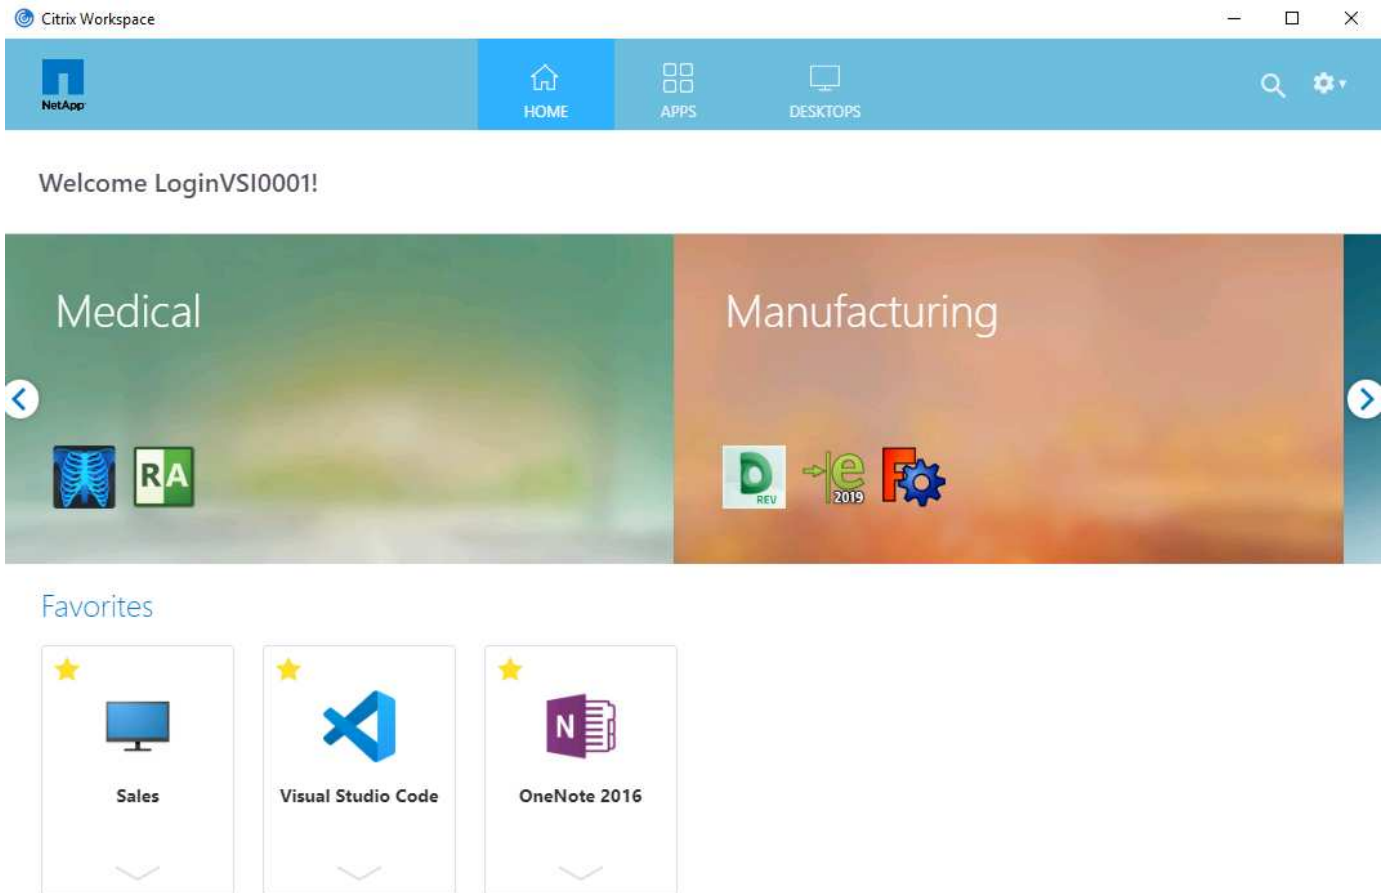 Citrix Workspace
NetApp
HOME
APPS
DESKTOPS
Welcome LoginVSI0001!
Medical
Manufacturing
RA
D
REV
e
2019
F
Favorites
N
Sales
Visual Studio Code
OneNote 2016